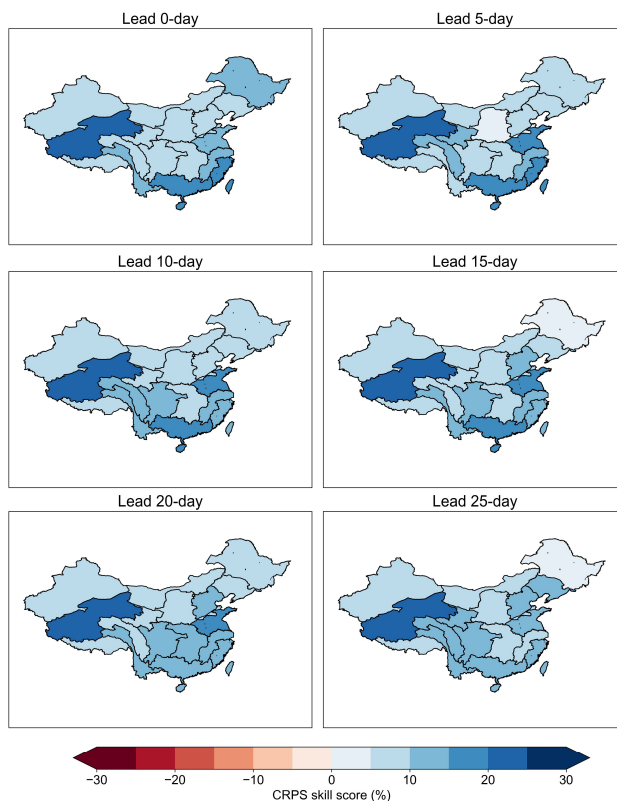 Lead 0-day
Lead 5-day
Lead 10-day
Lead 15-day
Lead 20-day
Lead 25-day
−30 −20 −10 0 10 20 30
CRPS skill score (%)